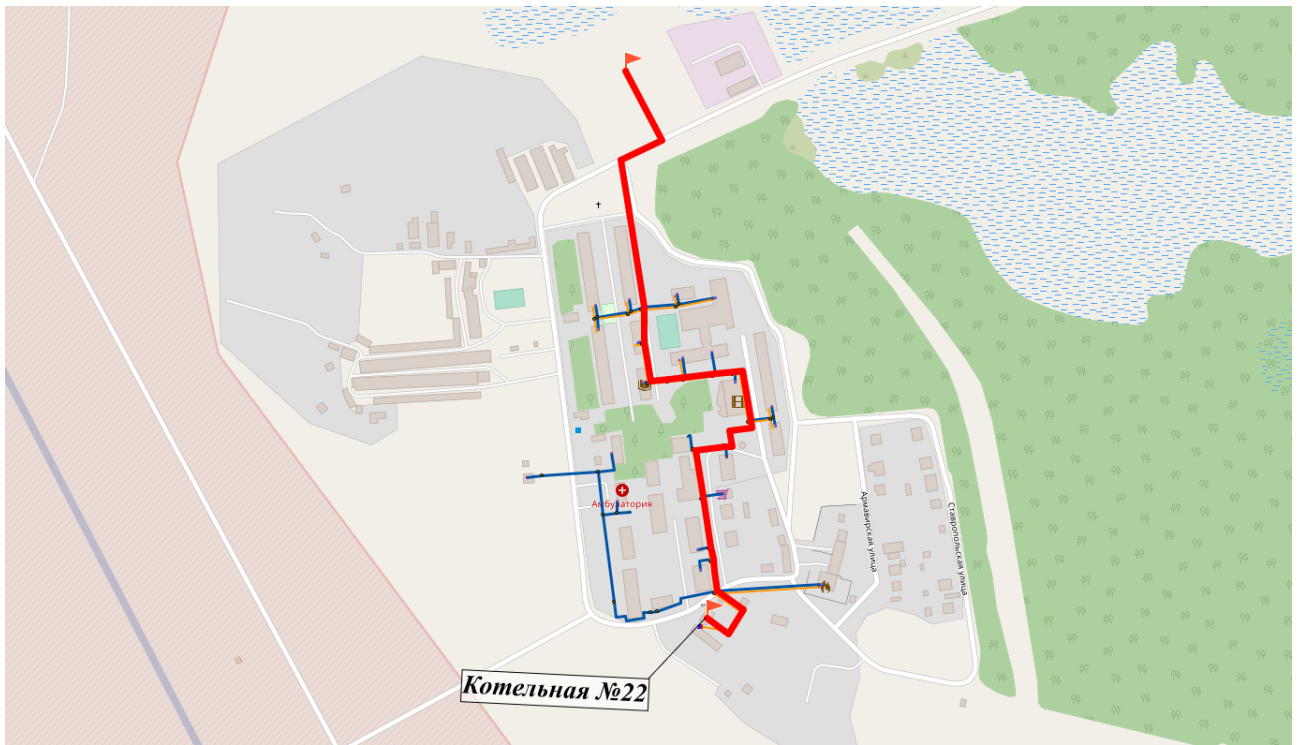 Амбулатория
Армавирская улица
Ставропольская улица
Котельная №22